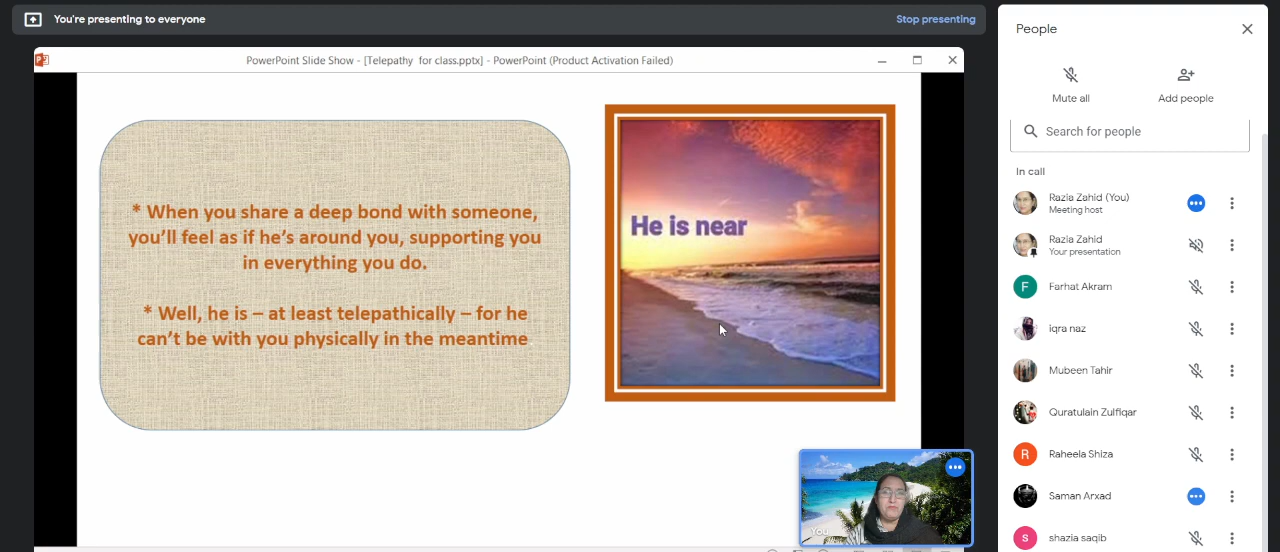 You're presenting to everyone
Stop presenting
PowerPoint Slide Show - [Telepathy  for class.pptx] - PowerPoint (Product Activation Failed)
* When you share a deep bond with someone,
you'll feel as if he's around you, supporting you
in everything you do.
* Well, he is – at least telepathically – for he
can't be with you physically in the meantime
He is near
You
People
Mute all
Add people
Search for people
In call
Razia Zahid (You)
Meeting host
Razia Zahid
Your presentation
F
Farhat Akram
iqra naz
Mubeen Tahir
Quratulain Zulfiqar
R
Raheela Shiza
Saman Arxad
s
shazia saqib